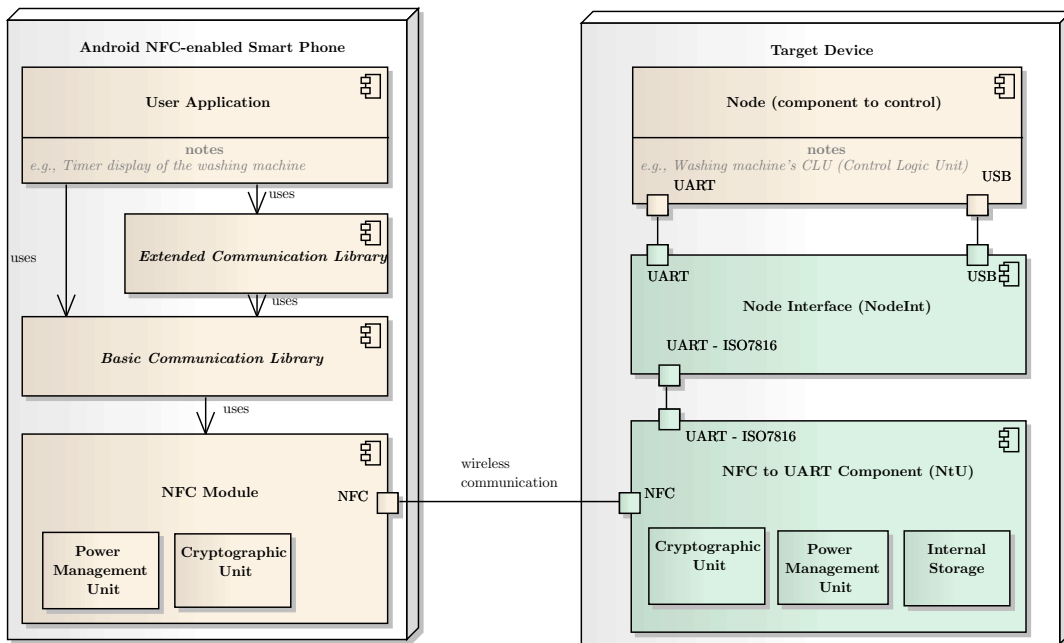 Android NFC-enabled Smart Phone
User Application
notes
e.g., Timer display of the washing machine
uses
uses
Extended Communication Library
uses
Basic Communication Library
uses
NFC Module
NFC
Power
Management
Unit
Cryptographic
Unit
wireless
communication
Target Device
Node (component to control)
notes
e.g., Washing machine's CLU (Control Logic Unit)
UART
USB
UART
USB
Node Interface (NodeInt)
UART - ISO7816
UART - ISO7816
NFC to UART Component (NtU)
NFC
Cryptographic
Unit
Power
Management
Unit
Internal
Storage